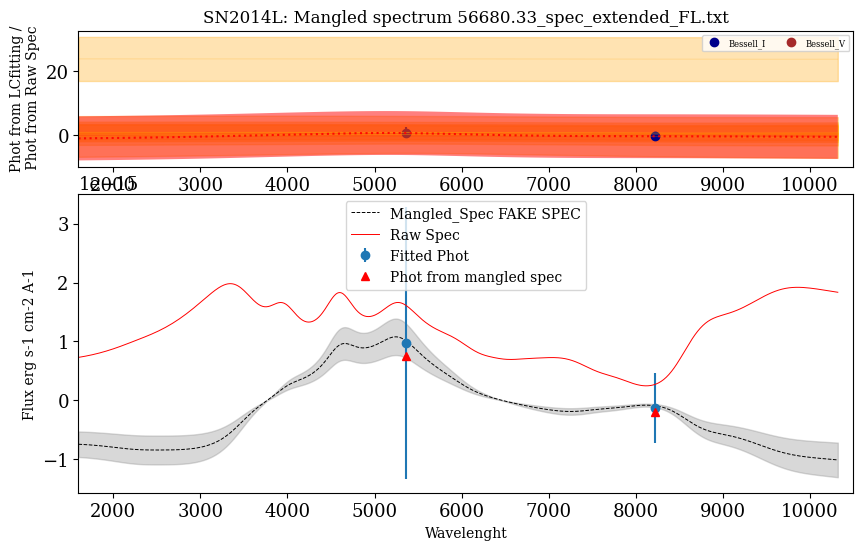 SN2014L: Mangled spectrum 56680.33_spec_extended_FL.txt
Phot from LCfitting /
Phot from Raw Spec
20
0
Bessell_I
Bessell_V
2000 3000 4000 5000 6000 7000 8000 9000 10000
1e−15
Flux erg s-1 cm-2 A-1
3
2
1
0
−1
Mangled_Spec FAKE SPEC
Raw Spec
Fitted Phot
Phot from mangled spec
2000 3000 4000 5000 6000 7000 8000 9000 10000
Wavelenght